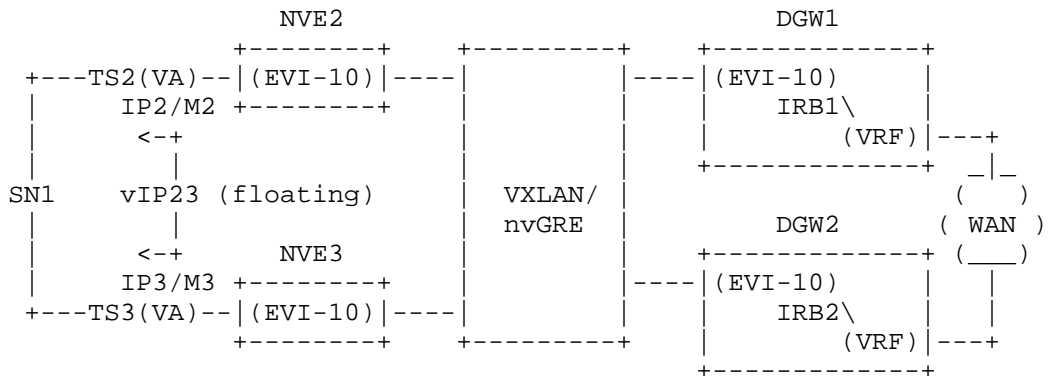 NVE2 DGW1
+--------+ +---------+ +-------------+
+---TS2(VA)--|(EVI-10)|----| |----|(EVI-10) |
| IP2/M2 +--------+ | | | IRB1\ |
| <-+ | | | (VRF)|---+
| | | | +-------------+ _|_
SN1 vIP23 (floating) | VXLAN/ | ( )
| | | nvGRE | DGW2 ( WAN )
| <-+ NVE3 | | +-------------+ (___)
| IP3/M3 +--------+ | |----|(EVI-10) | |
+---TS3(VA)--|(EVI-10)|----| | | IRB2\ | |
+--------+ +---------+ | (VRF)|---+
+-------------+